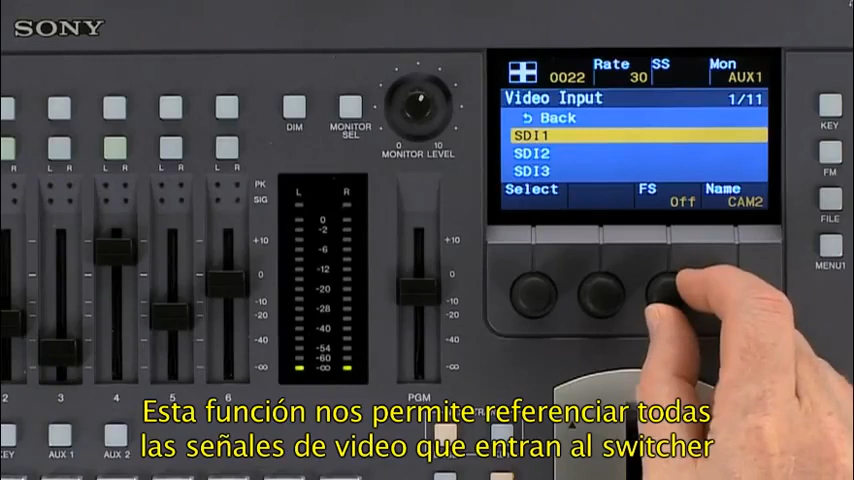 SONY
Rate SS Mon
0022 30 AUX1
Video Input 1/11
Back
SDI1
SDI2
SDI3
Select FS Name
Off CAM2
DIM
MONITOR SEL
0 10
MONITOR LEVEL
KEY
FM
FILE
MENU1
R L R L R L R L R
PK
SIG
L R
+10
0
-10
-20
-40
-∞
0
-2
-6
-12
-20
-28
-40
-54
-60
-∞
+10
0
-10
-20
-40
-∞
2 3 4 5 6 PGM
KEY AUX 1 AUX 2
Esta función nos permite referenciar todas
las señales de video que entran al switcher